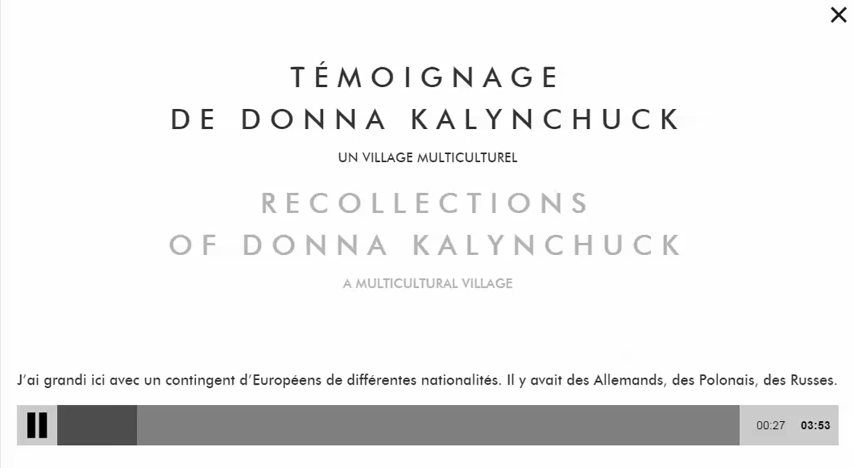 TÉMOIGNAGE
DE DONNA KALYNCHUCK
UN VILLAGE MULTICULTUREL
RECOLLECTIONS
OF DONNA KALYNCHUCK
A MULTICULTURAL VILLAGE
J'ai grandi ici avec un contingent d'Européens de différentes nationalités. Il y avait des Allemands, des Polonais, des Russes.
00:27 03:53